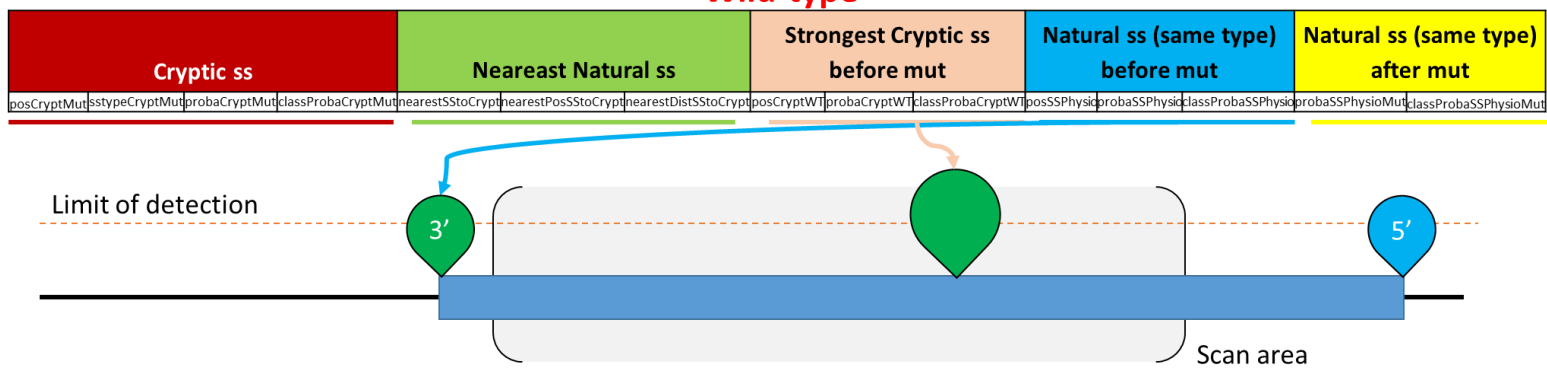 Wild type
Cryptic ss
Neareast Natural ss
Strongest Cryptic ss
before mut
Natural ss (same type)
before mut
Natural ss (same type)
after mut
posCryptMut sstypeCryptMut probaCryptMut classProbaCryptMut nearestSStoCrypt nearestPosSStoCrypt nearestDistSStoCrypt posCryptWT probaCryptWT classProbaCryptWT posSSPhysio probaSSPhysio classProbaSSPhysio probaSSPhysioMut classProbaSSPhysioMut
Limit of detection
3’
5’
Scan area